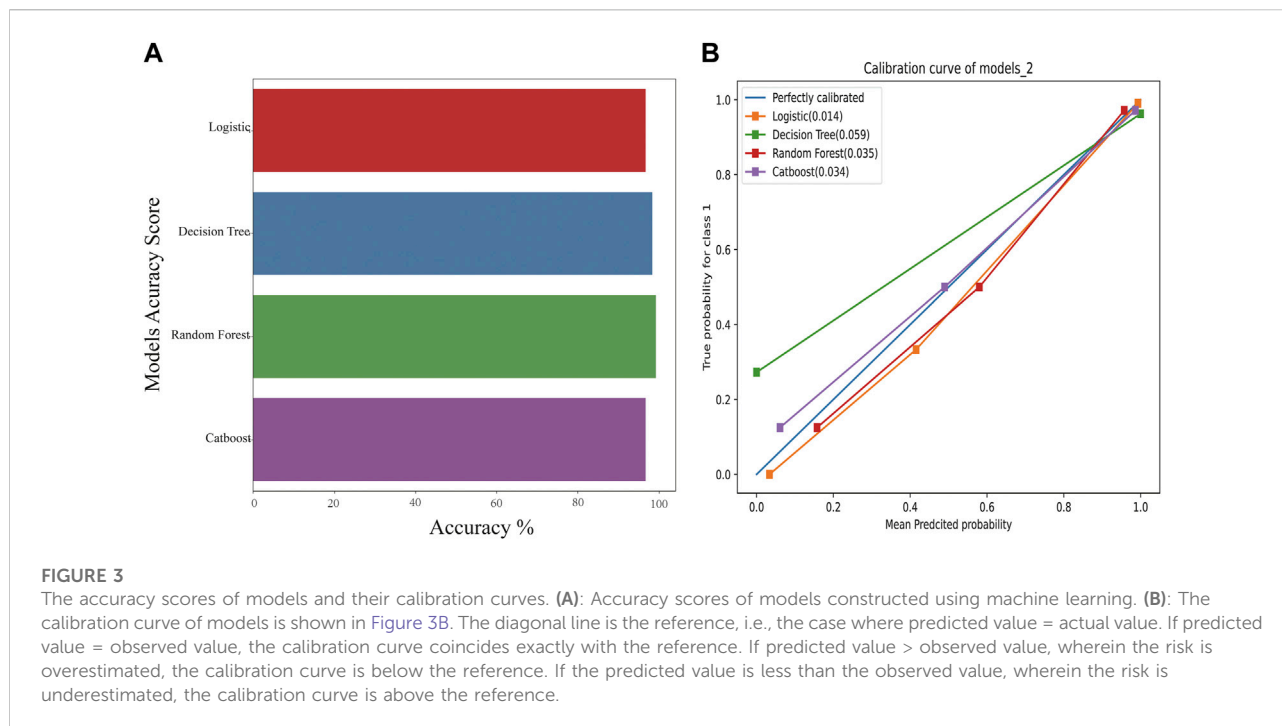 A
Models Acuracy Score
Logistic
Decision Tree
Random Forest
Catboost
0 20 40 60 80 100
Accuracy %
B
Calibration curve of models_2
Perfectly calibrated
Logistic(0.014)
Decision Tree(0.059)
Random Forest(0.035)
Catboost(0.034)
True probability for class 1
1.0
0.8
0.6
0.4
0.2
0.0
0.0 0.2 0.4 0.6 0.8 1.0
Mean Predcited probability
FIGURE 3
The accuracy scores of models and their calibration curves. (A): Accuracy scores of models constructed using machine learning. (B): The
calibration curve of models is shown in Figure 3B. The diagonal line is the reference, i.e., the case where predicted value = actual value. If predicted
value = observed value, the calibration curve coincides exactly with the reference. If predicted value > observed value, wherein the risk is
overestimated, the calibration curve is below the reference. If the predicted value is less than the observed value, wherein the risk is
underestimated, the calibration curve is above the reference.